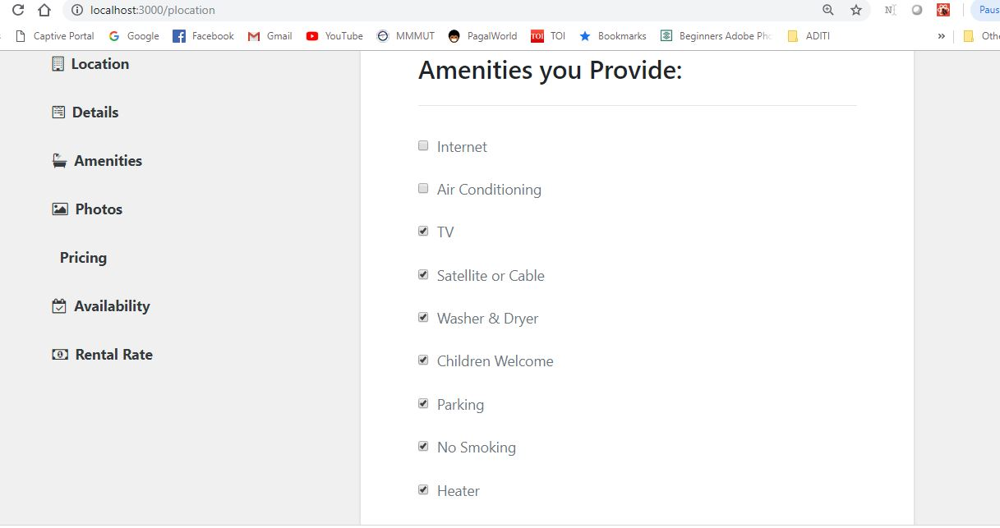 localhost:3000/plocation
Paus
Captive Portal Google Facebook Gmail YouTube MMMUT PagalWorld TOI TOI Bookmarks Beginners Adobe Pho ADITI » Othe
Location
Details
Amenities
Photos
Pricing
Availability
Rental Rate
Amenities you Provide:
Internet
Air Conditioning
TV
Satellite or Cable
Washer & Dryer
Children Welcome
Parking
No Smoking
Heater